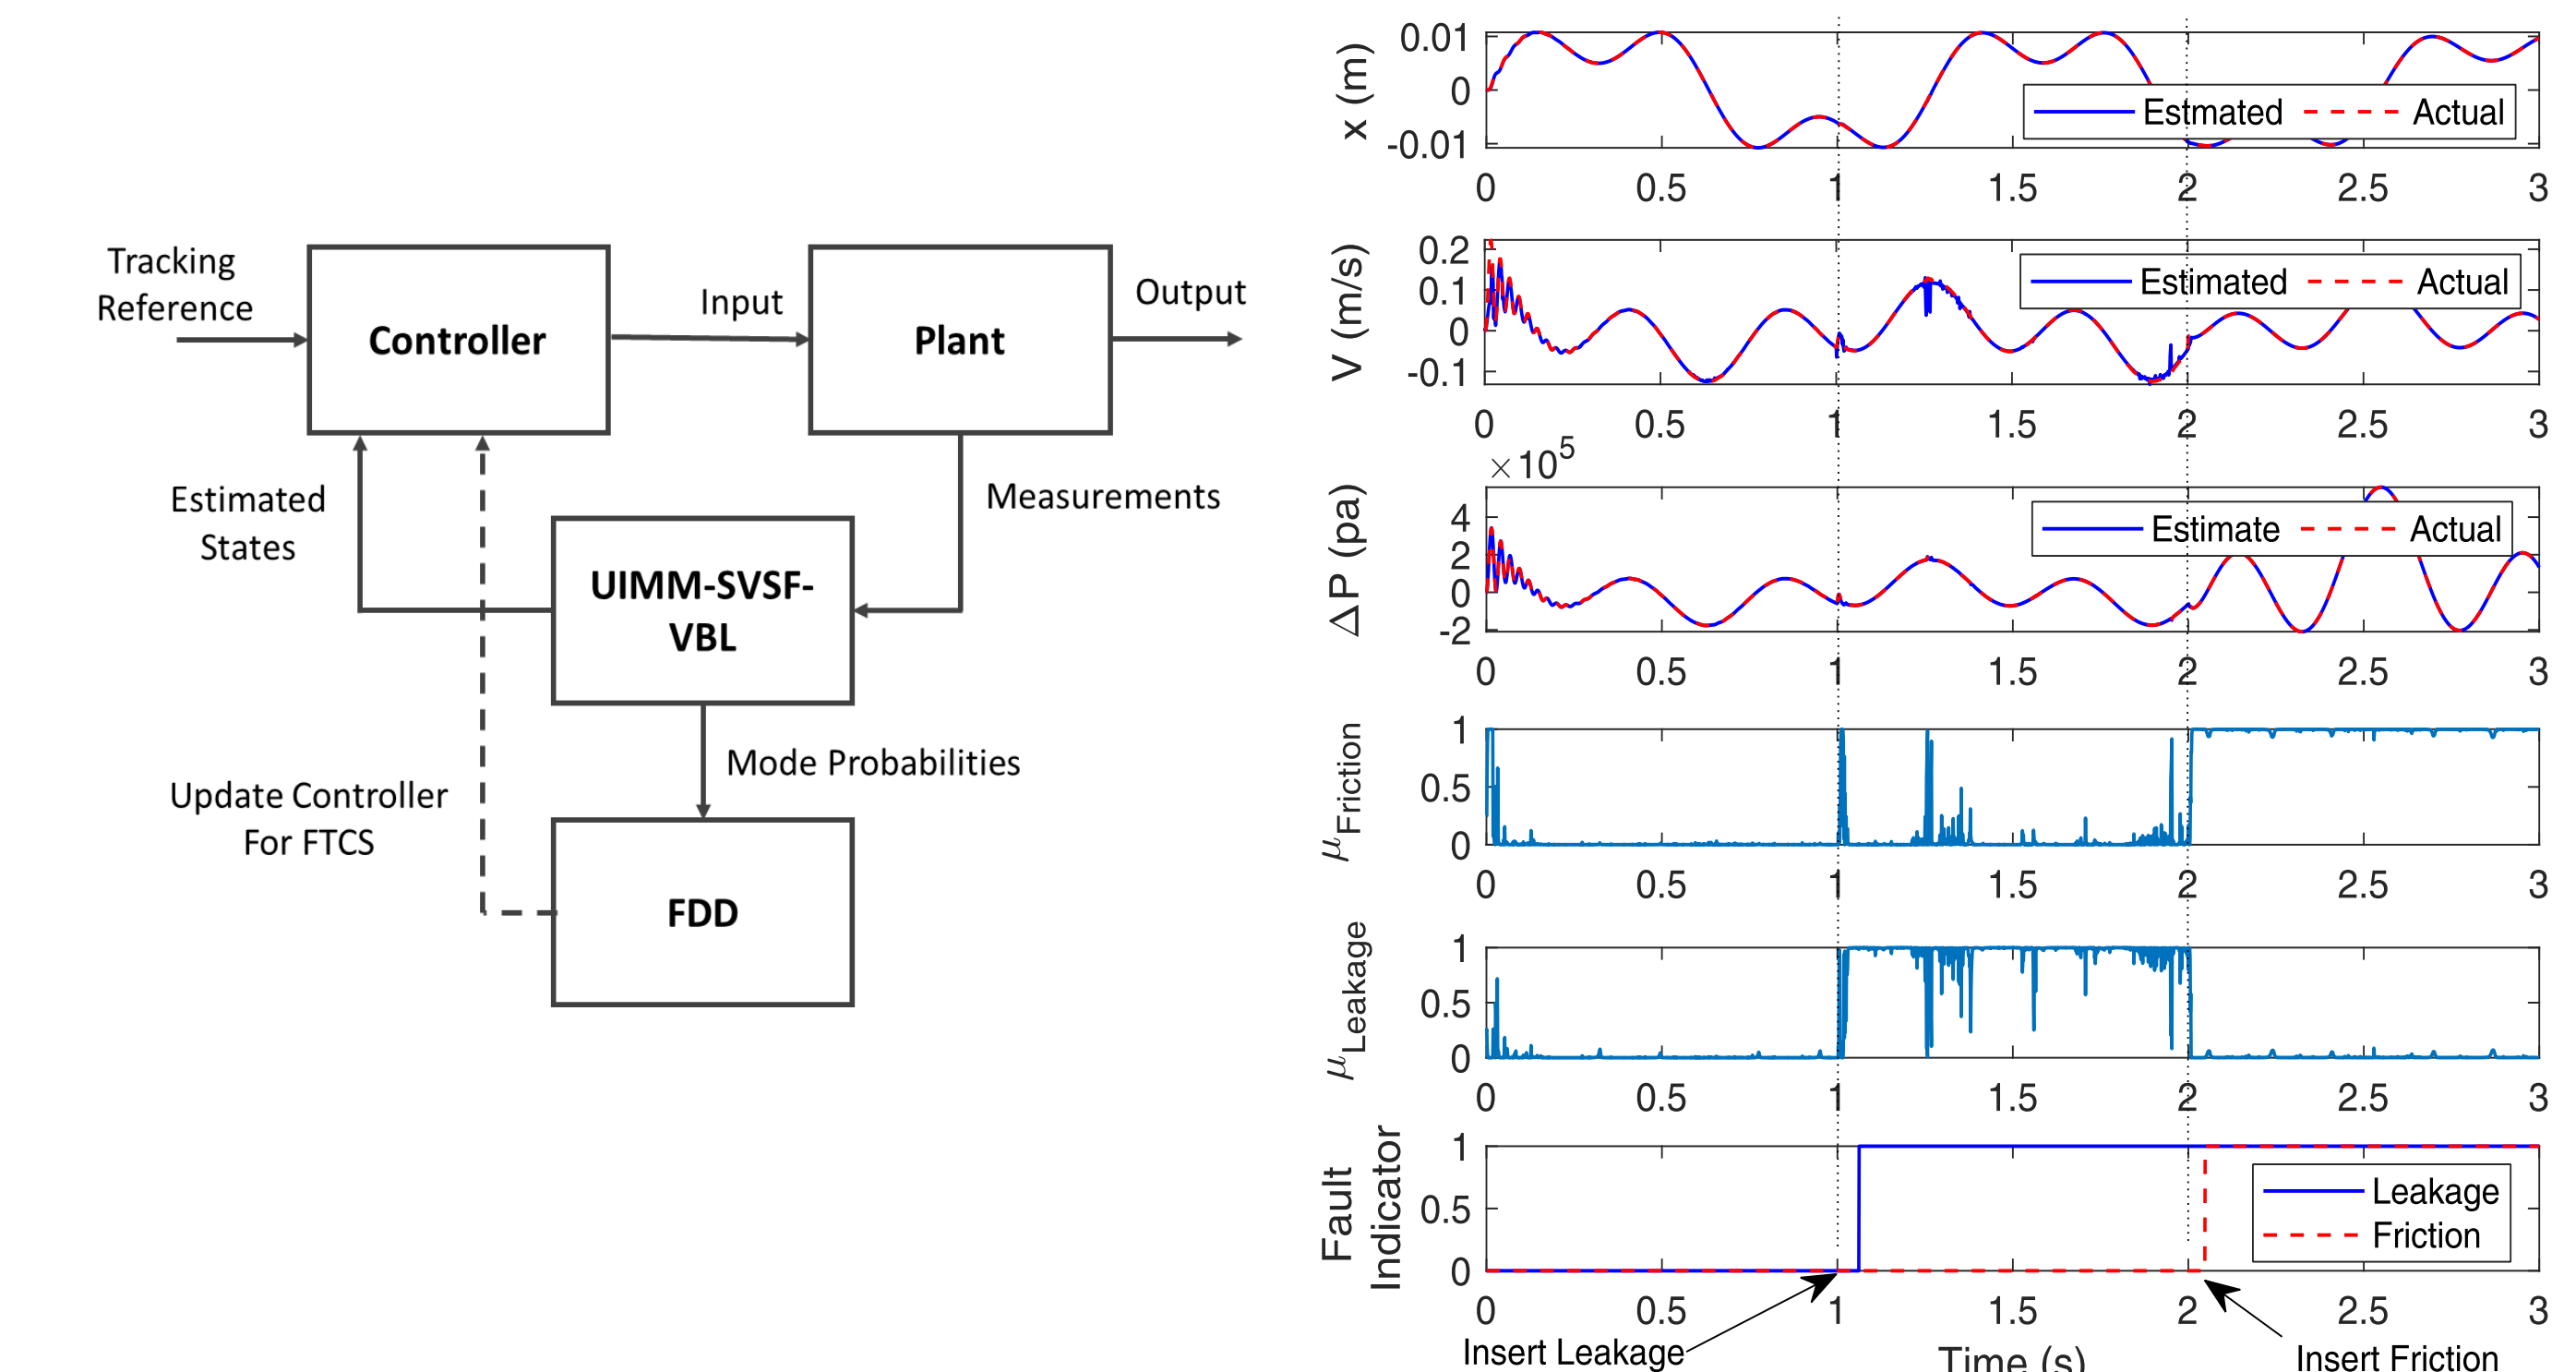 Tracking
Reference
Controller
Input
Plant
Output
Estimated
States
Measurements
UIMM-SVSF-
VBL
Mode Probabilities
Update Controller
For FTCS
FDD
x (m)
0.01
0
-0.01
Estmated Actual
0 0.5 1 1.5 2 2.5 3
V (m/s)
0.2
0.1
0
-0.1
Estimated Actual
0 0.5 1 1.5 2 2.5 3
×10⁵
ΔP (pa)
4
2
0
-2
Estimate Actual
0 0.5 1 1.5 2 2.5 3
μFriction
1
0.5
0
0 0.5 1 1.5 2 2.5 3
μLeakage
1
0.5
0
0 0.5 1 1.5 2 2.5 3
Fault
Indicator
1
0.5
0
Leakage
Friction
0 0.5 1 1.5 2 2.5 3
Insert Leakage
Time (s)
Insert Friction